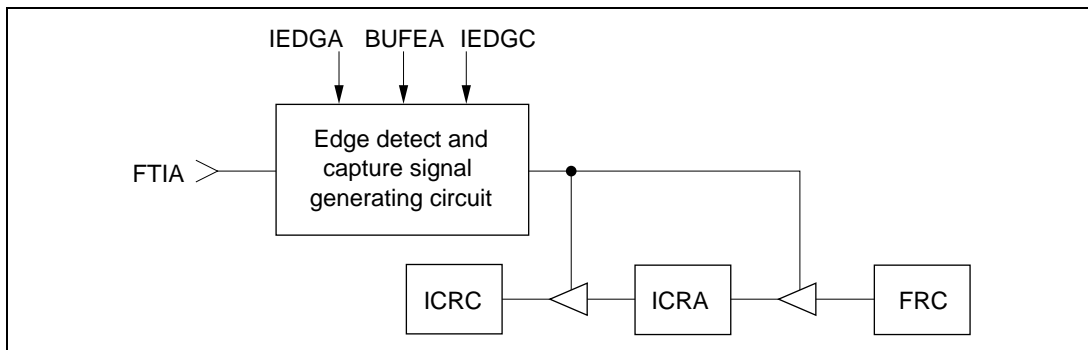 IEDGA BUFEA IEDGC
FTIA
Edge detect and
capture signal
generating circuit
ICRC ICRA FRC